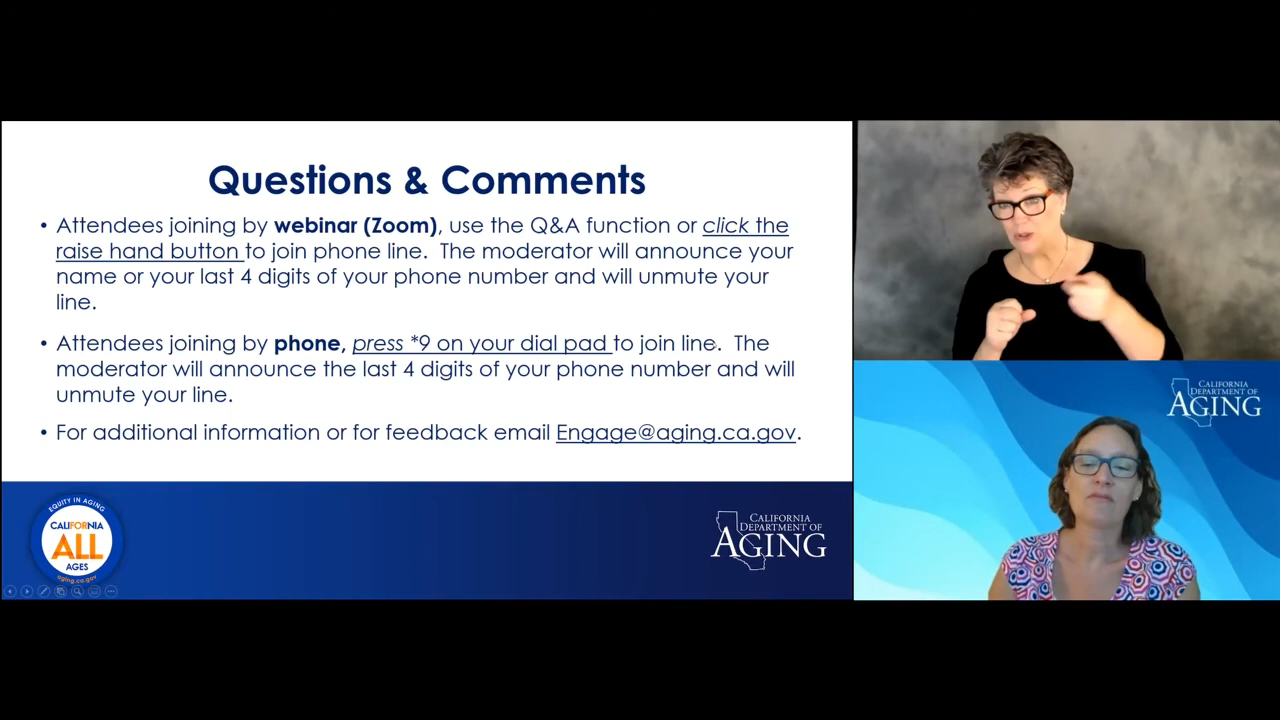 Questions & Comments
• Attendees joining by webinar (Zoom), use the Q&A function or click the
raise hand button to join phone line. The moderator will announce your
name or your last 4 digits of your phone number and will unmute your
line.
• Attendees joining by phone, press *9 on your dial pad to join line. The
moderator will announce the last 4 digits of your phone number and will
unmute your line.
• For additional information or for feedback email Engage@aging.ca.gov.
EQUITY IN AGING
CALIFORNIA
ALL
AGES
aging.ca.gov
CALIFORNIA
DEPARTMENT OF
AGING
CALIFORNIA
DEPARTMENT OF
AGING